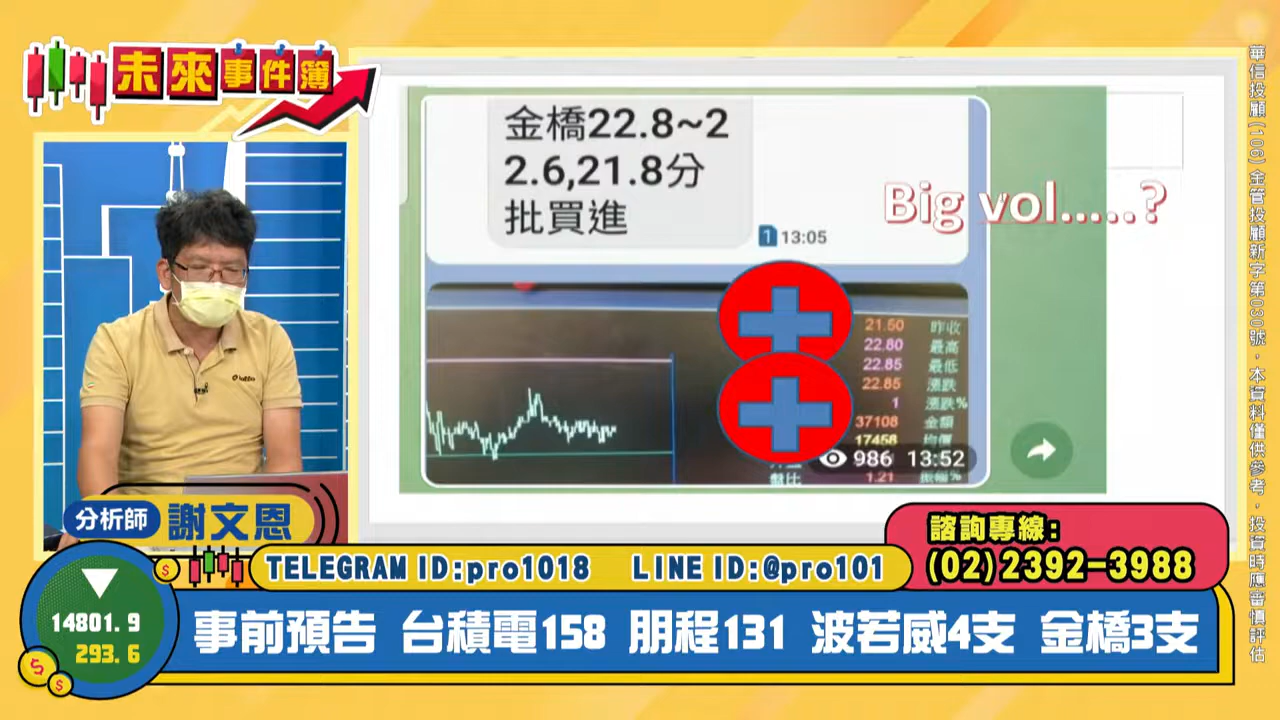 未來事件簿
金橋22.8~2
2.6,21.8分
批買進
1 13:05
Big vol.....?
21.50 昨收
22.80 最高
22.85 最低
22.85 漲跌
1 漲跌%
37108 金額
17458 均價
986 13:52
盤比 1.21 振幅%
華信投顧(106)金管投顧新字第030號，本資料僅供參考，投資時應審慎評估
分析師 謝文恩
諮詢專線:
(02)2392-3988
TELEGRAM ID:pro1018 LINE ID:@pro101
14801.9
293.6
事前預告 台積電158 朋程131 波若威4支 金橋3支